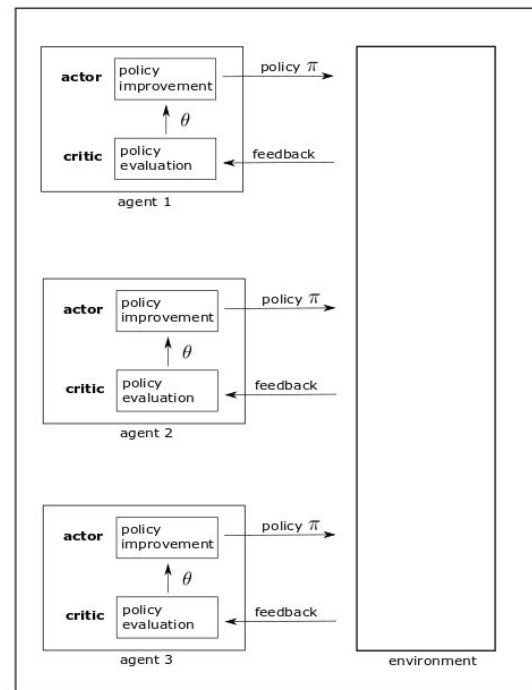 actor
policy
improvement
policy π
θ
critic
policy
evaluation
feedback
agent 1
actor
policy
improvement
policy π
θ
critic
policy
evaluation
feedback
agent 2
actor
policy
improvement
policy π
θ
critic
policy
evaluation
feedback
agent 3
environment